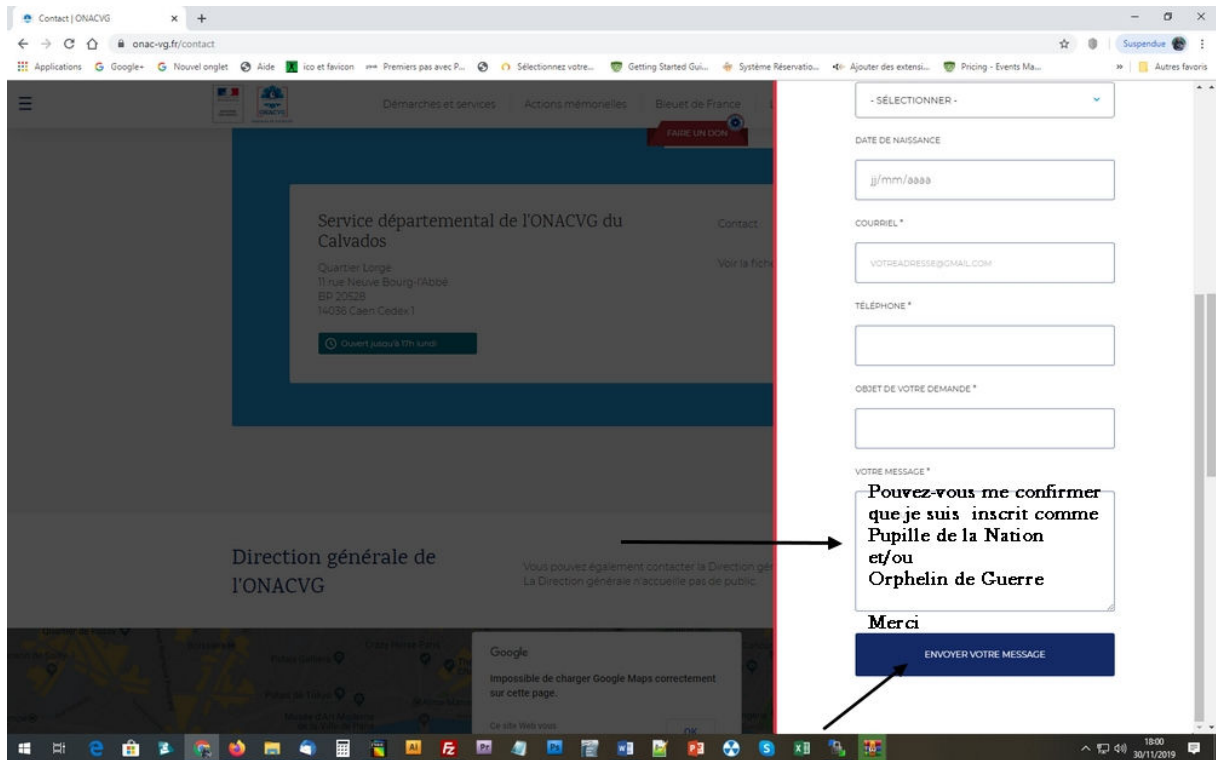 Contact | ONACVG
onac-vg.fr/contact
Suspendue
Applications
Google+
Nouvel onglet
Aide
ico et favicon
Premiers pas avec P...
Sélectionnez votre...
Getting Started Gui...
Système Réservatio...
Ajouter des extensi...
Pricing - Events Ma...
»
Autres favoris
Démarches et services
Actions mémorielles
Bleuet de France
FAIRE UN DON
Service départemental de l'ONACVG du
Calvados
Quartier Lorge
11 rue Neuve Bourg-l'Abbé
BP 20528
14036 Caen Cedex 1
Ouvert jusqu'à 17h lundi
Contact
Voir la fiche
Direction générale de
l'ONACVG
Vous pouvez également contacter la Direction gén
La Direction générale n'accueille pas de public.
Google
Impossible de charger Google Maps correctement
sur cette page.
Ce site Web vous
OK
- SÉLECTIONNER -
DATE DE NAISSANCE
jj/mm/aaaa
COURRIEL *
VOTREADRESSE@GMAIL.COM
TÉLÉPHONE *
OBJET DE VOTRE DEMANDE *
VOTRE MESSAGE *
Pouvez-vous me confirmer
que je suis inscrit comme
Pupille de la Nation
et/ou
Orphelin de Guerre
Merci
ENVOYER VOTRE MESSAGE
18:00
30/11/2019